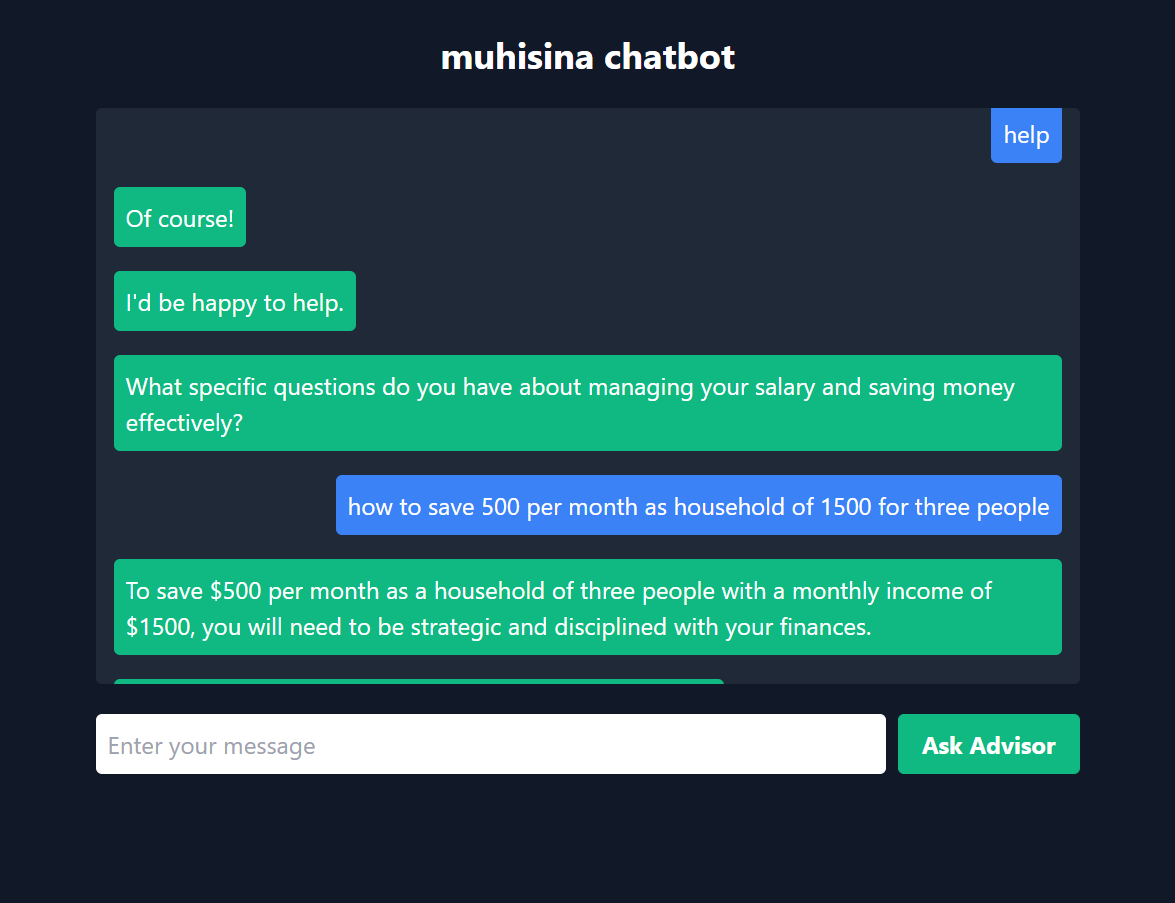 muhisina chatbot
help
Of course!
I'd be happy to help.
What specific questions do you have about managing your salary and saving money
effectively?
how to save 500 per month as household of 1500 for three people
To save $500 per month as a household of three people with a monthly income of
$1500, you will need to be strategic and disciplined with your finances.
Enter your message
Ask Advisor